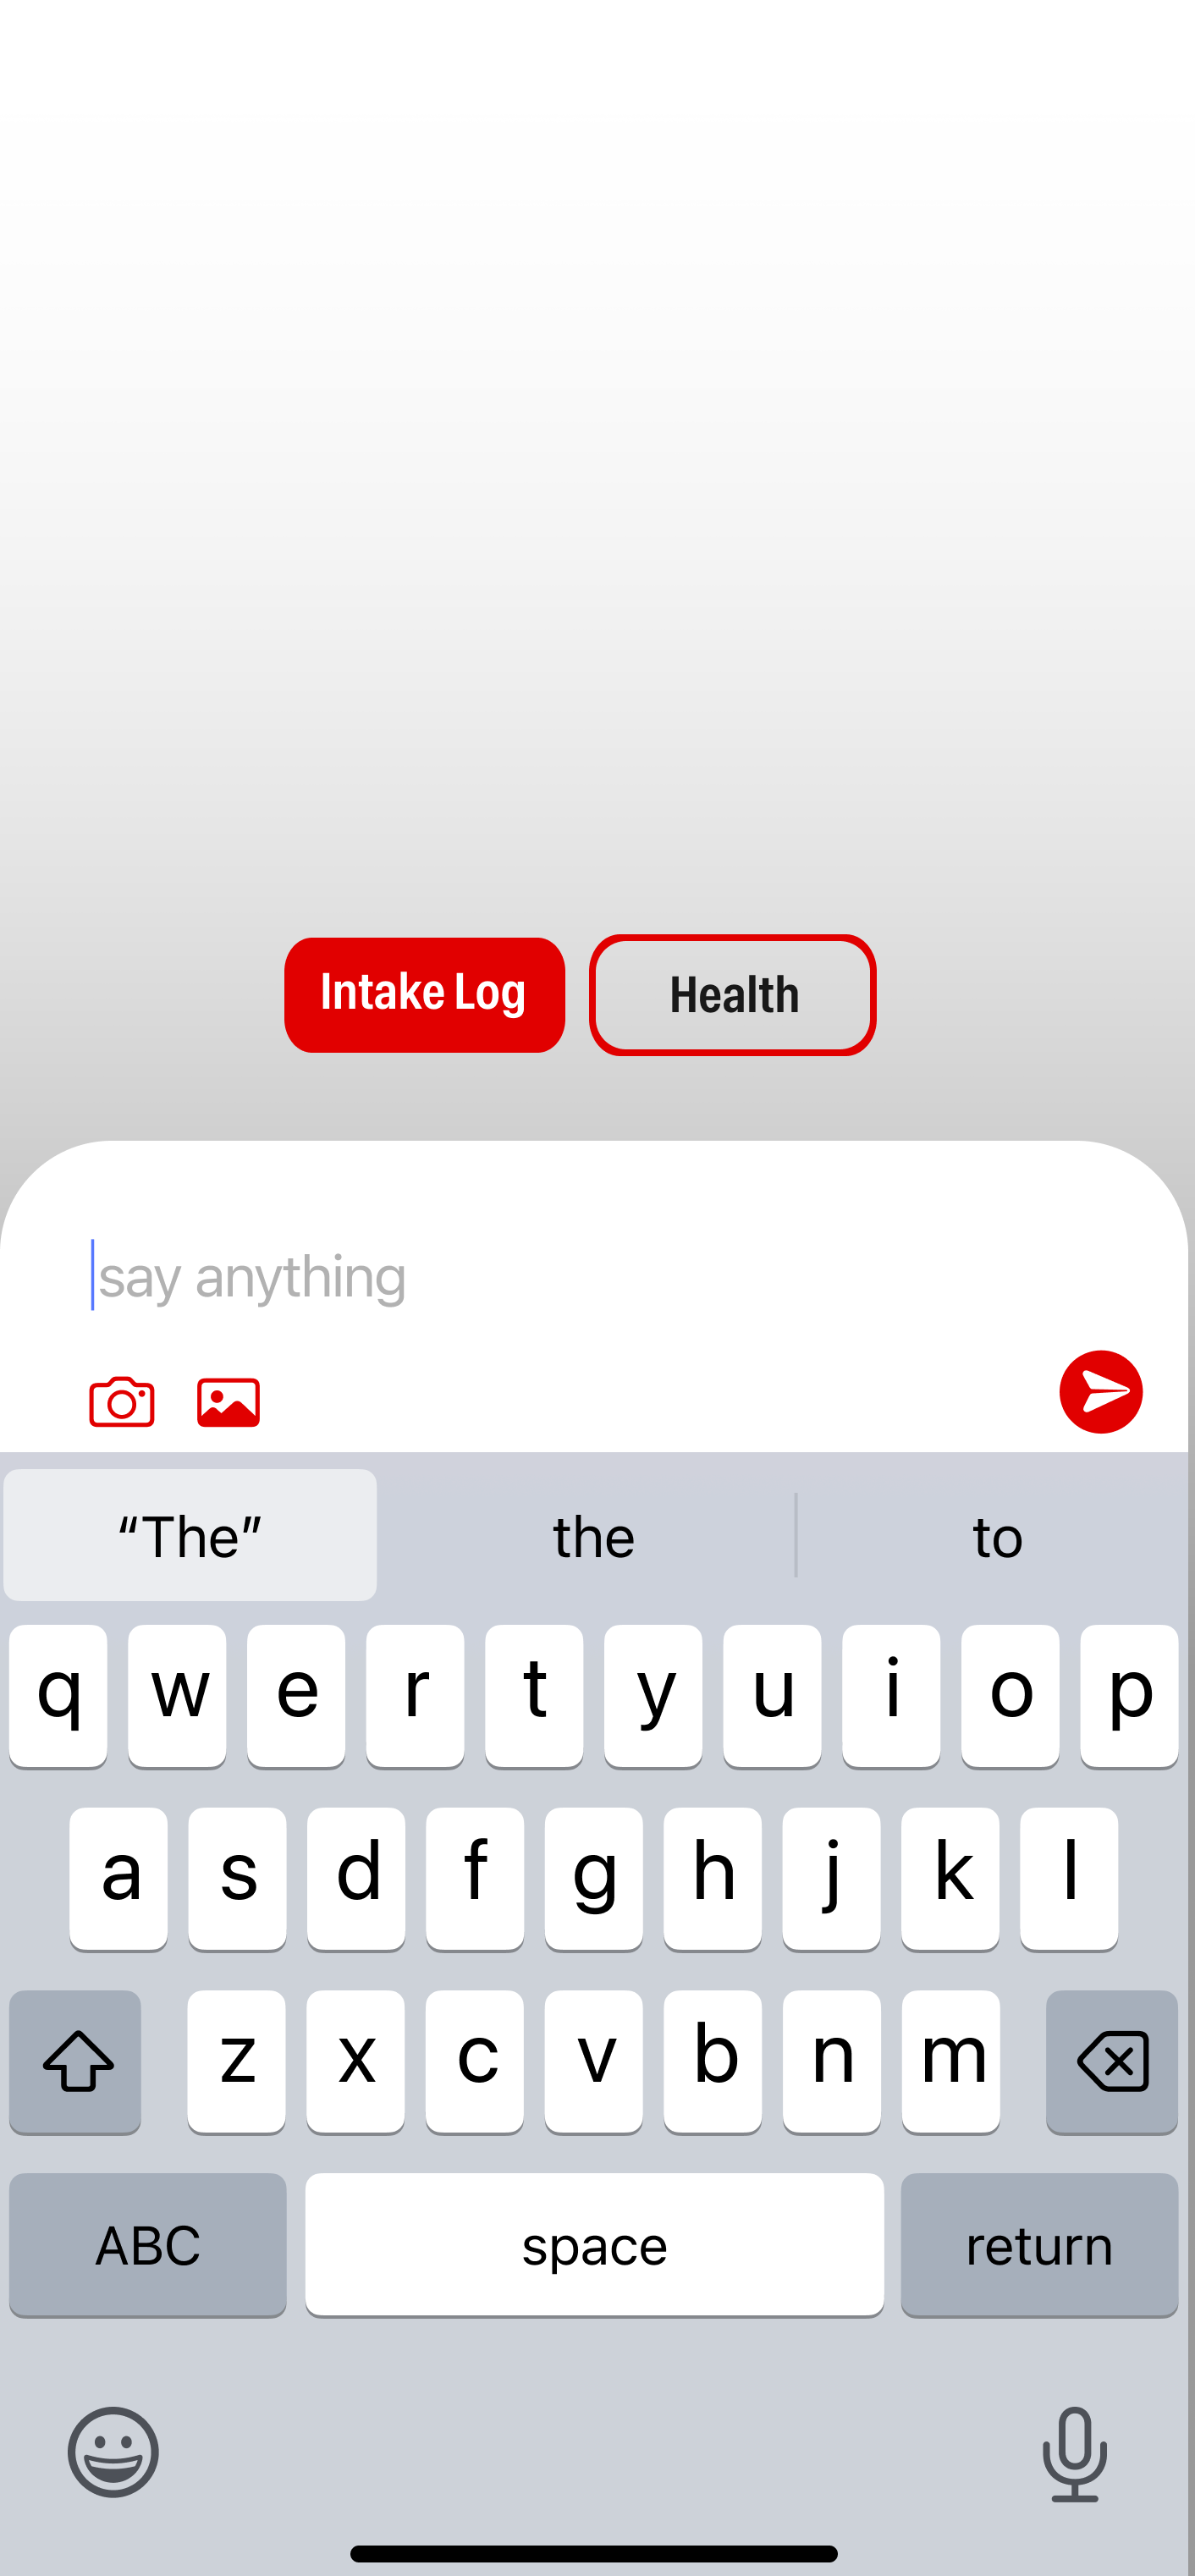 Intake Log Health
say anything
“The” the to
q w e r t y u i o p
a s d f g h j k l
z x c v b n m
ABC space return